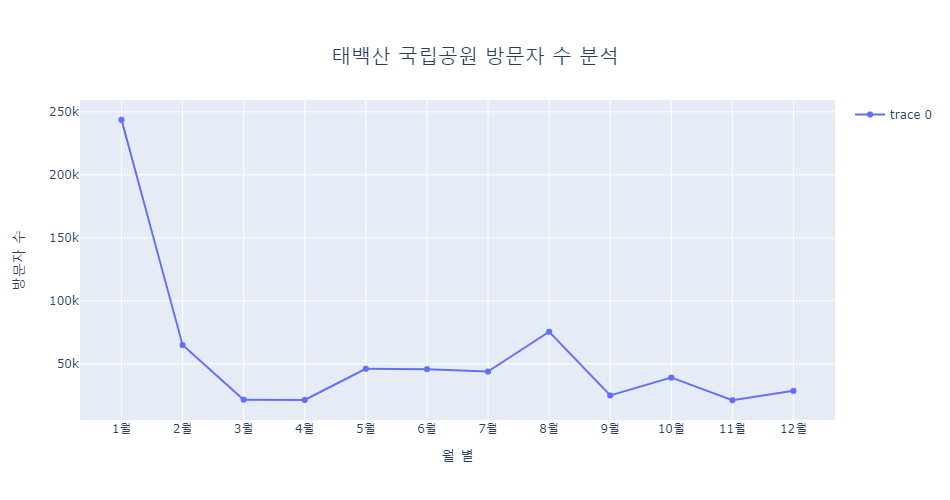 태백산 국립공원 방문자 수 분석
250k
200k
150k
100k
50k
방문자 수
1월 2월 3월 4월 5월 6월 7월 8월 9월 10월 11월 12월
월 별
trace 0